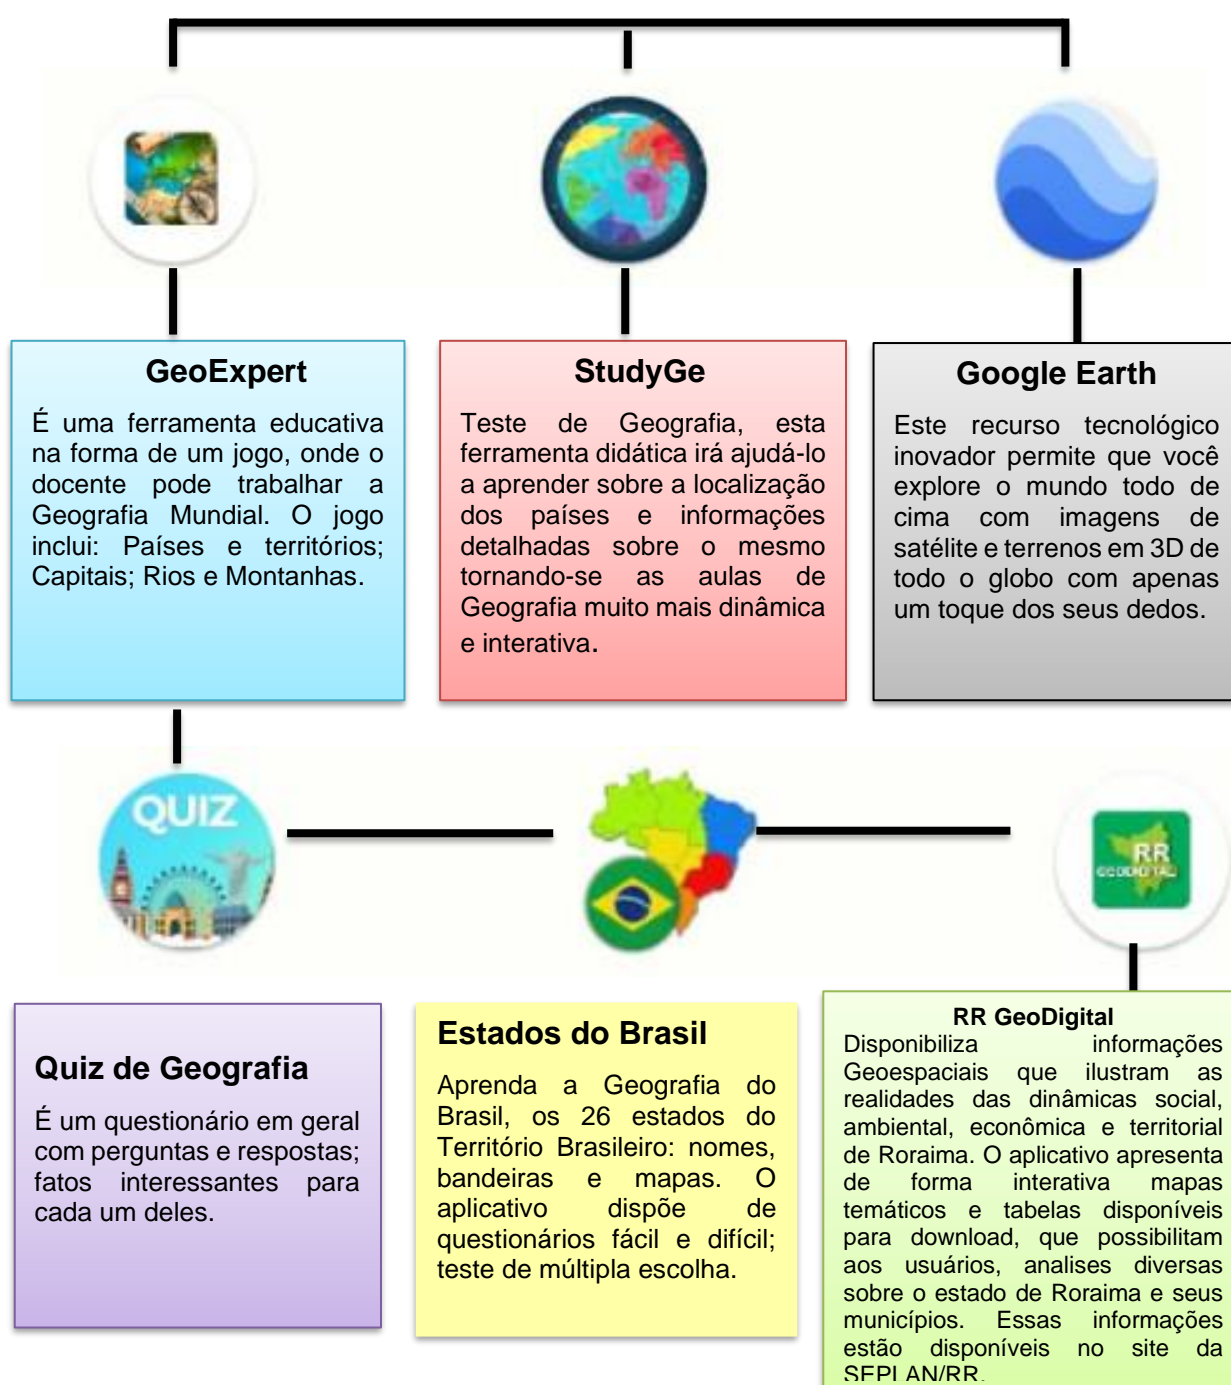 GeoExpert
É uma ferramenta educativa
na forma de um jogo, onde o
docente pode trabalhar a
Geografia Mundial. O jogo
inclui: Países e territórios;
Capitais; Rios e Montanhas.
StudyGe
Teste de Geografia, esta
ferramenta didática irá ajudá-lo
a aprender sobre a localização
dos países e informações
detalhadas sobre o mesmo
tornando-se as aulas de
Geografia muito mais dinâmica
e interativa.
Google Earth
Este recurso tecnológico
inovador permite que você
explore o mundo todo de
cima com imagens de
satélite e terrenos em 3D de
todo o globo com apenas
um toque dos seus dedos.
QUIZ
RR
GEODIGITAL
Quiz de Geografia
É um questionário em geral
com perguntas e respostas;
fatos interessantes para
cada um deles.
Estados do Brasil
Aprenda a Geografia do
Brasil, os 26 estados do
Território Brasileiro: nomes,
bandeiras e mapas. O
aplicativo dispõe de
questionários fácil e difícil;
teste de múltipla escolha.
RR GeoDigital
Disponibiliza informações
Geoespaciais que ilustram as
realidades das dinâmicas social,
ambiental, econômica e territorial
de Roraima. O aplicativo apresenta
de forma interativa mapas
temáticos e tabelas disponíveis
para download, que possibilitam
aos usuários, analises diversas
sobre o estado de Roraima e seus
municípios. Essas informações
estão disponíveis no site da
SEPLAN/RR.